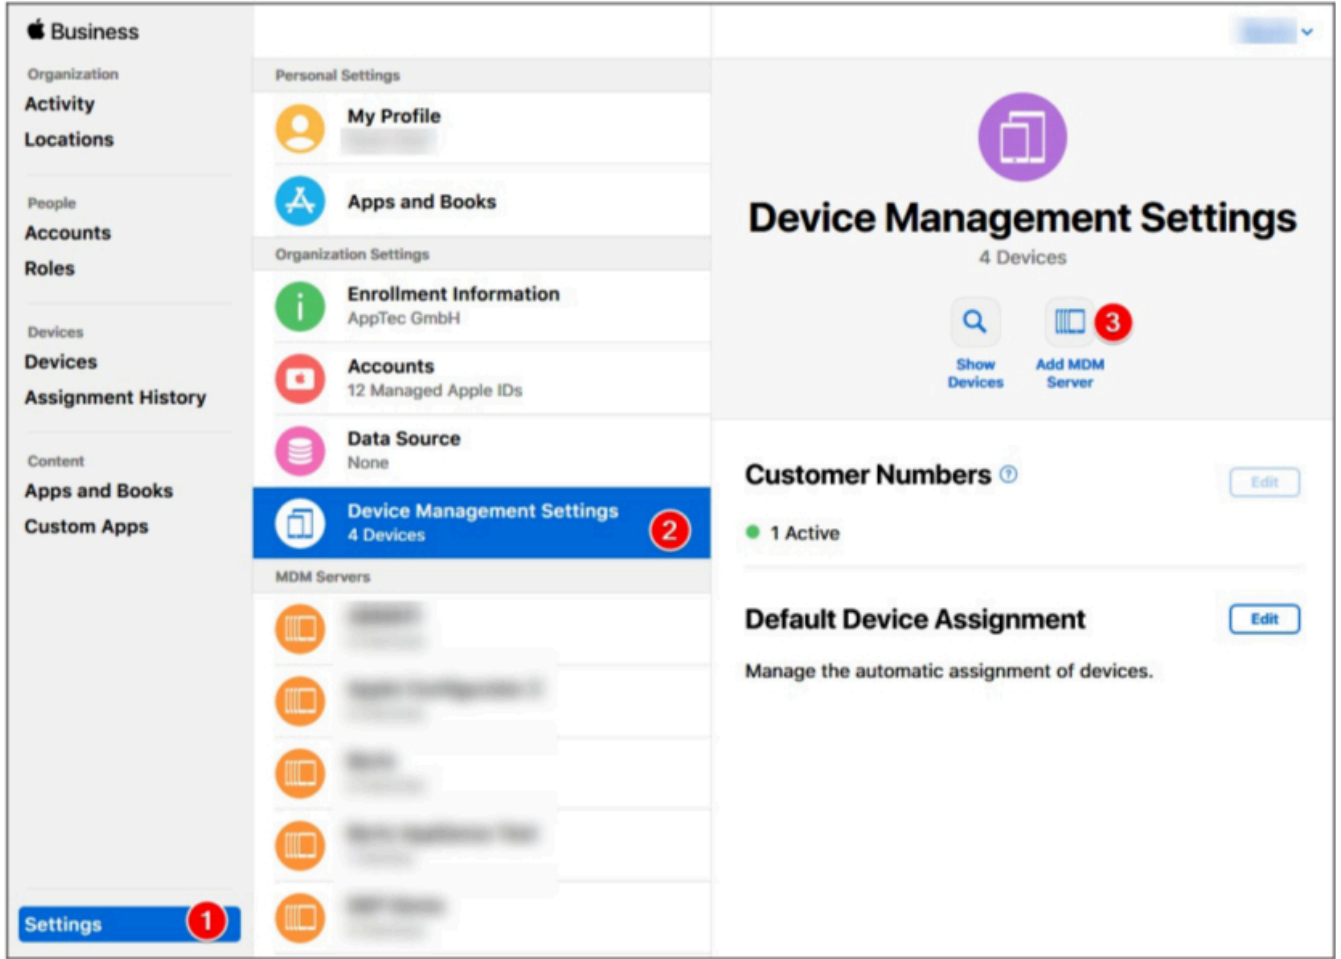 Business
Organization
Activity
Locations
People
Accounts
Roles
Devices
Devices
Assignment History
Content
Apps and Books
Custom Apps
Settings
1
Personal Settings
My Profile
Apps and Books
Organization Settings
Enrollment Information
AppTec GmbH
Accounts
12 Managed Apple IDs
Data Source
None
Device Management Settings
4 Devices
2
MDM Servers
Device Management Settings
4 Devices
3
Show
Devices
Add MDM
Server
Customer Numbers ?
Edit
1 Active
Default Device Assignment
Edit
Manage the automatic assignment of devices.